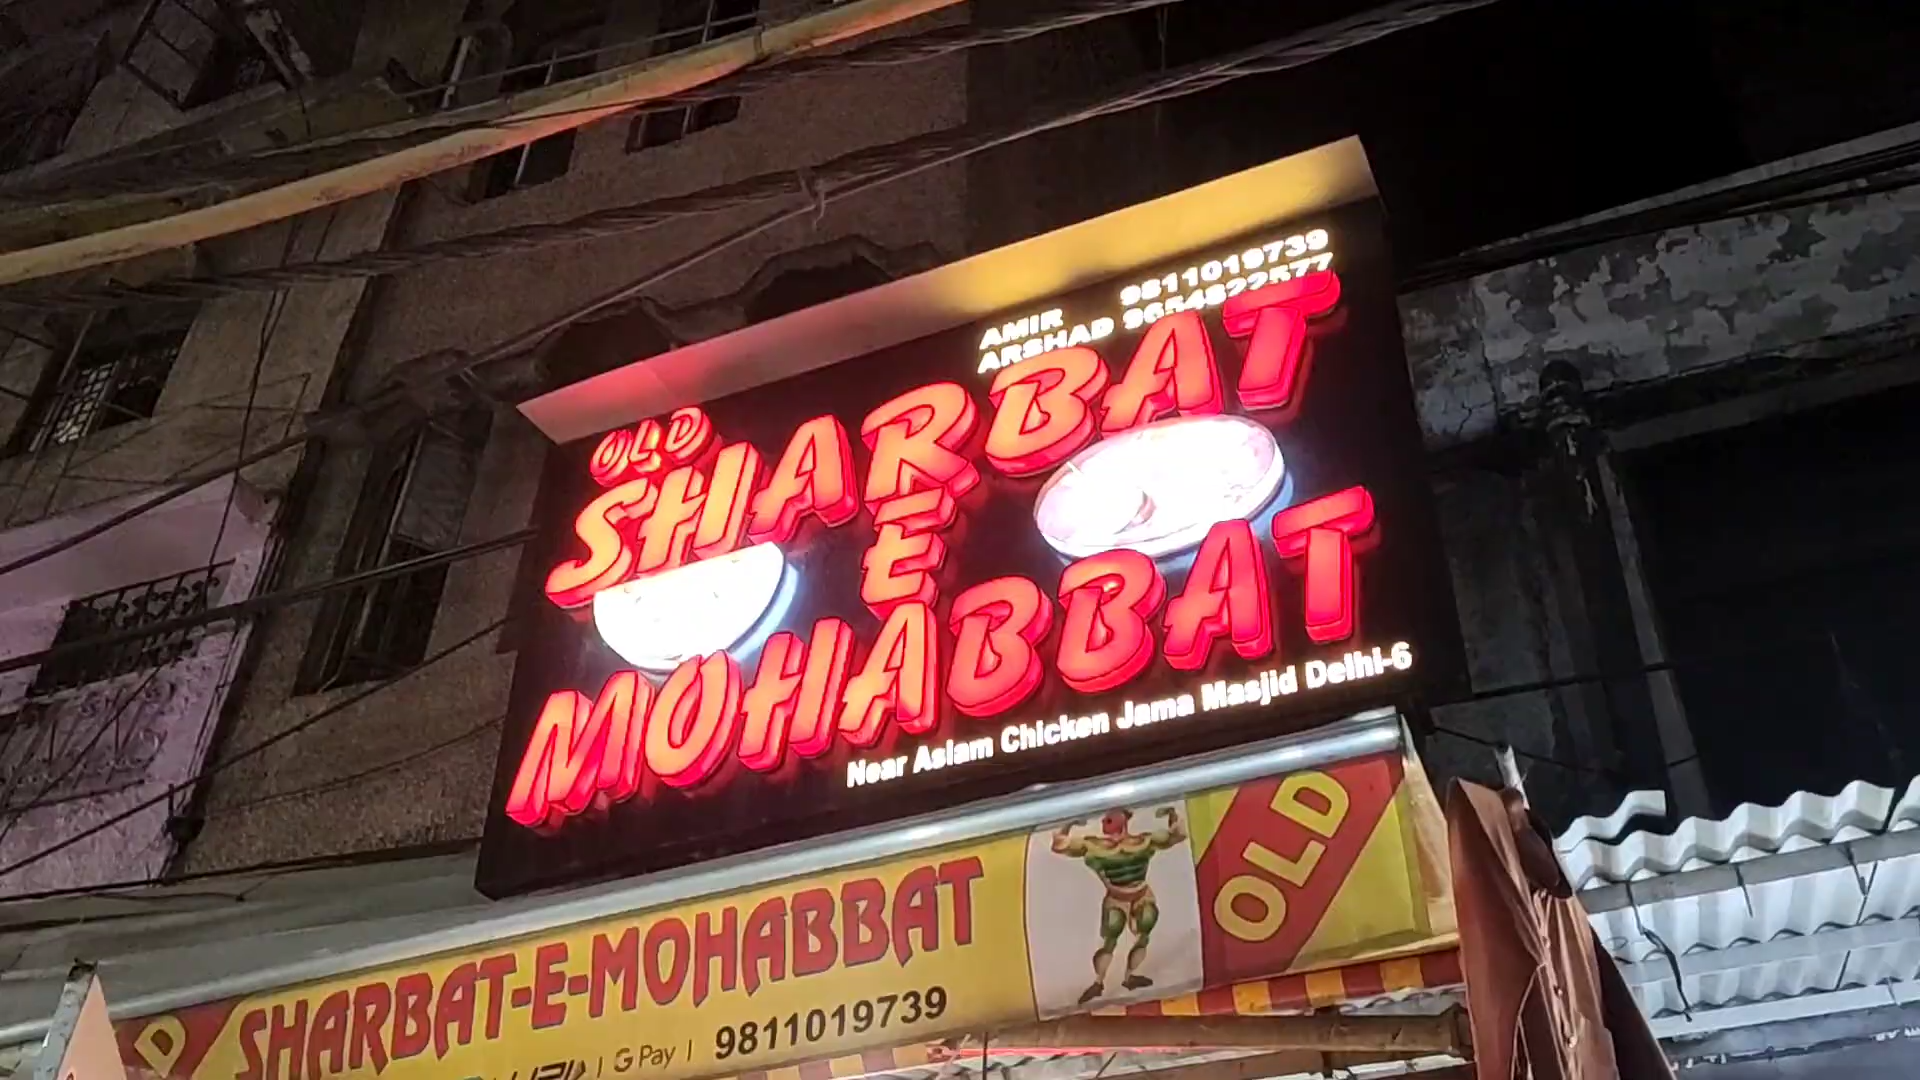 AMIR 9811019739
ARSHAD 9654822577
OLD
SHARBAT
E
MOHABBAT
Near Aslam Chicken Jama Masjid Delhi-6
SHARBAT-E-MOHABBAT
OLD
G Pay | 9811019739